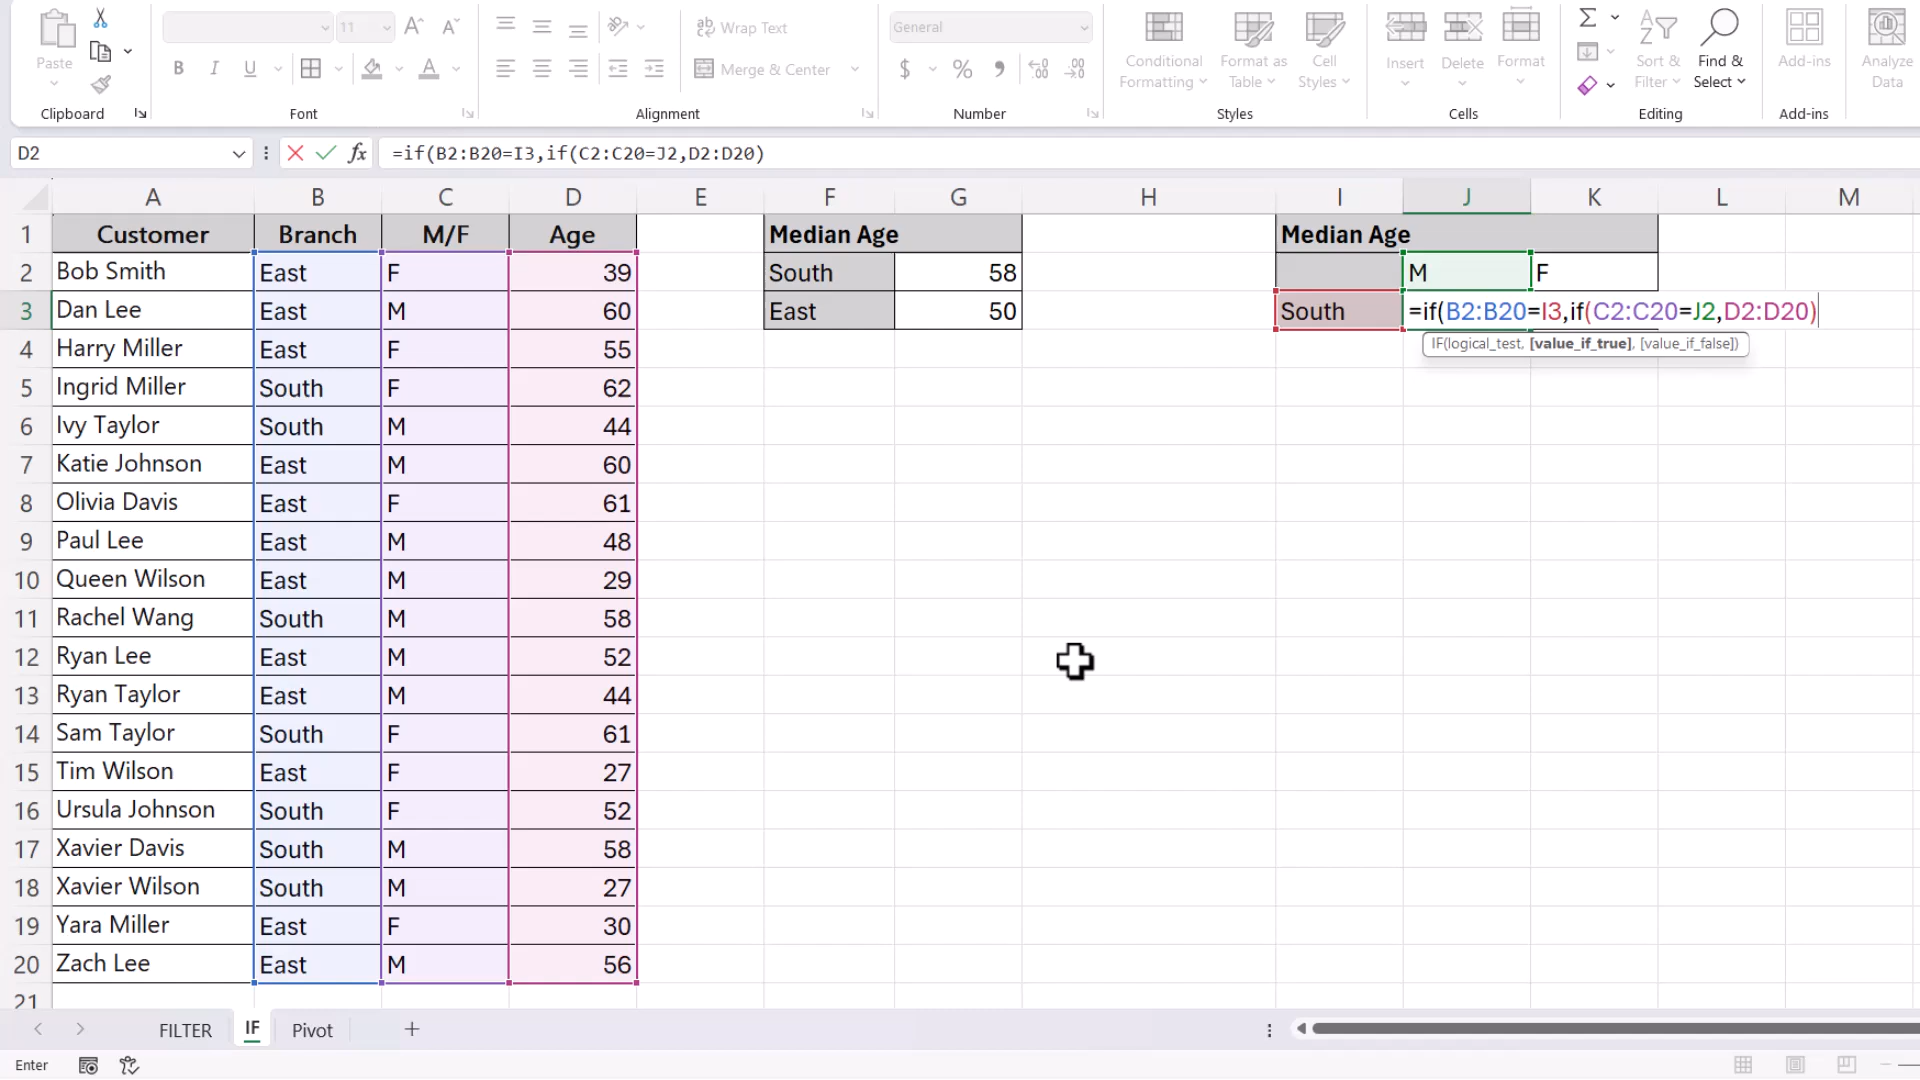 Paste
Clipboard
11
A^ A˅
B I U A
Font
ab Wrap Text
Merge & Center
Alignment
General
$ % 9
Number
Conditional Formatting
Format as Table
Cell Styles
Styles
Insert
Delete
Format
Cells
Σ
Sort & Filter
Find & Select
Editing
Add-ins
Add-ins
Analyze Data
D2 fx =if(B2:B20=I3,if(C2:C20=J2,D2:D20)
A B C D E F G H I J K L M
1 Customer Branch M/F Age Median Age Median Age
2 Bob Smith East F 39 South 58 M F
3 Dan Lee East M 60 East 50 South =if(B2:B20=I3,if(C2:C20=J2,D2:D20)
IF(logical_test, [value_if_true], [value_if_false])
4 Harry Miller East F 55
5 Ingrid Miller South F 62
6 Ivy Taylor South M 44
7 Katie Johnson East M 60
8 Olivia Davis East F 61
9 Paul Lee East M 48
10 Queen Wilson East M 29
11 Rachel Wang South M 58
12 Ryan Lee East M 52
13 Ryan Taylor East M 44
14 Sam Taylor South F 61
15 Tim Wilson East F 27
16 Ursula Johnson South F 52
17 Xavier Davis South M 58
18 Xavier Wilson South M 27
19 Yara Miller East F 30
20 Zach Lee East M 56
21
FILTER IF Pivot +
Enter